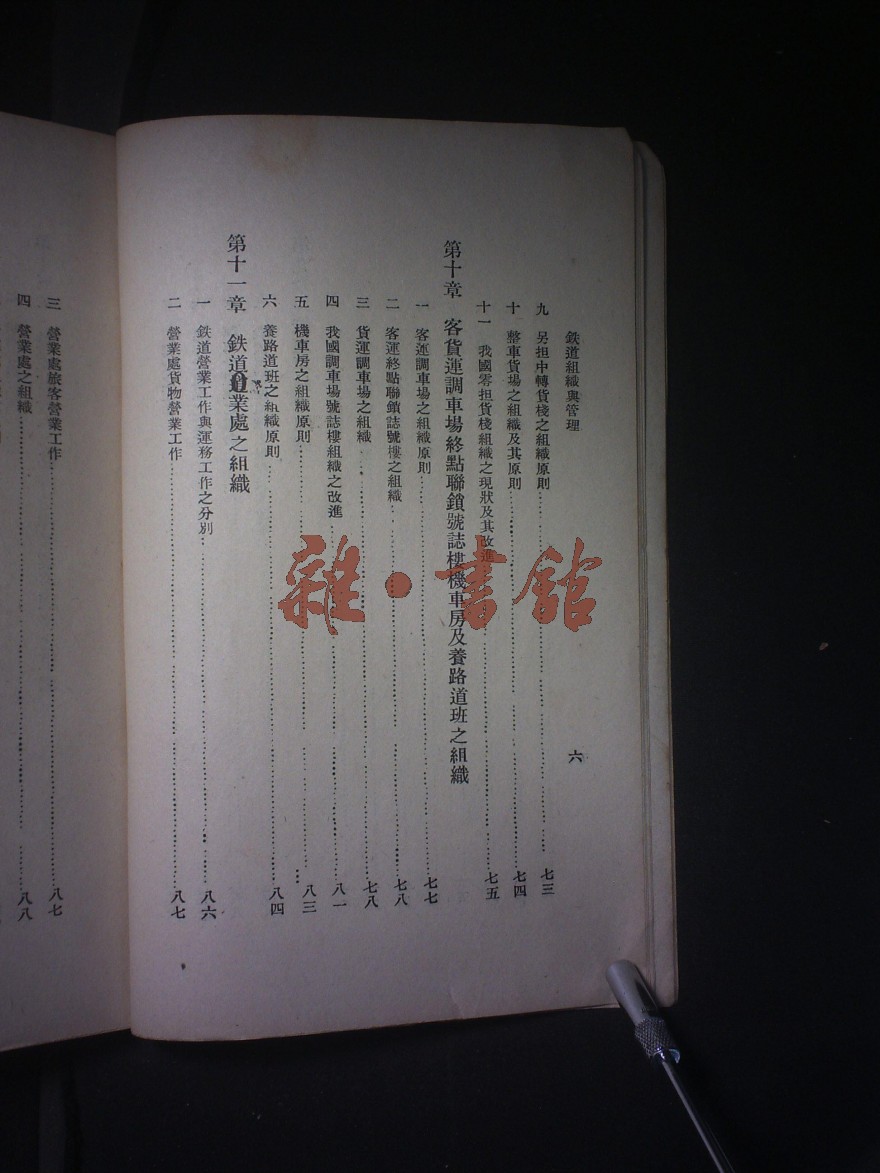 鉄道組織與管理
六
九 另担中轉貨棧之組織原則 七三
十 整車貨場之組織及其原則 七四
十一 我國零担貨棧組織之現狀及其改進 七五
第十章 客貨運調車場終點聯鎖號誌樓機車房及養路道班之組織
一 客運調車場之組織原則 七七
二 客運終點聯鎖誌號樓之組織 七八
三 貨運調車場之組織 七八
四 我國調車場號誌樓組織之改進 八一
五 機車房之組織原則 八三
六 養路道班之組織原則 八四
第十一章 鉄道業處之組織
一 鉄道營業工作與運務工作之分別 八六
二 營業處貨物營業工作 八七
三 營業處旅客營業工作 八七
四 營業處之組織 八八
雜·書館